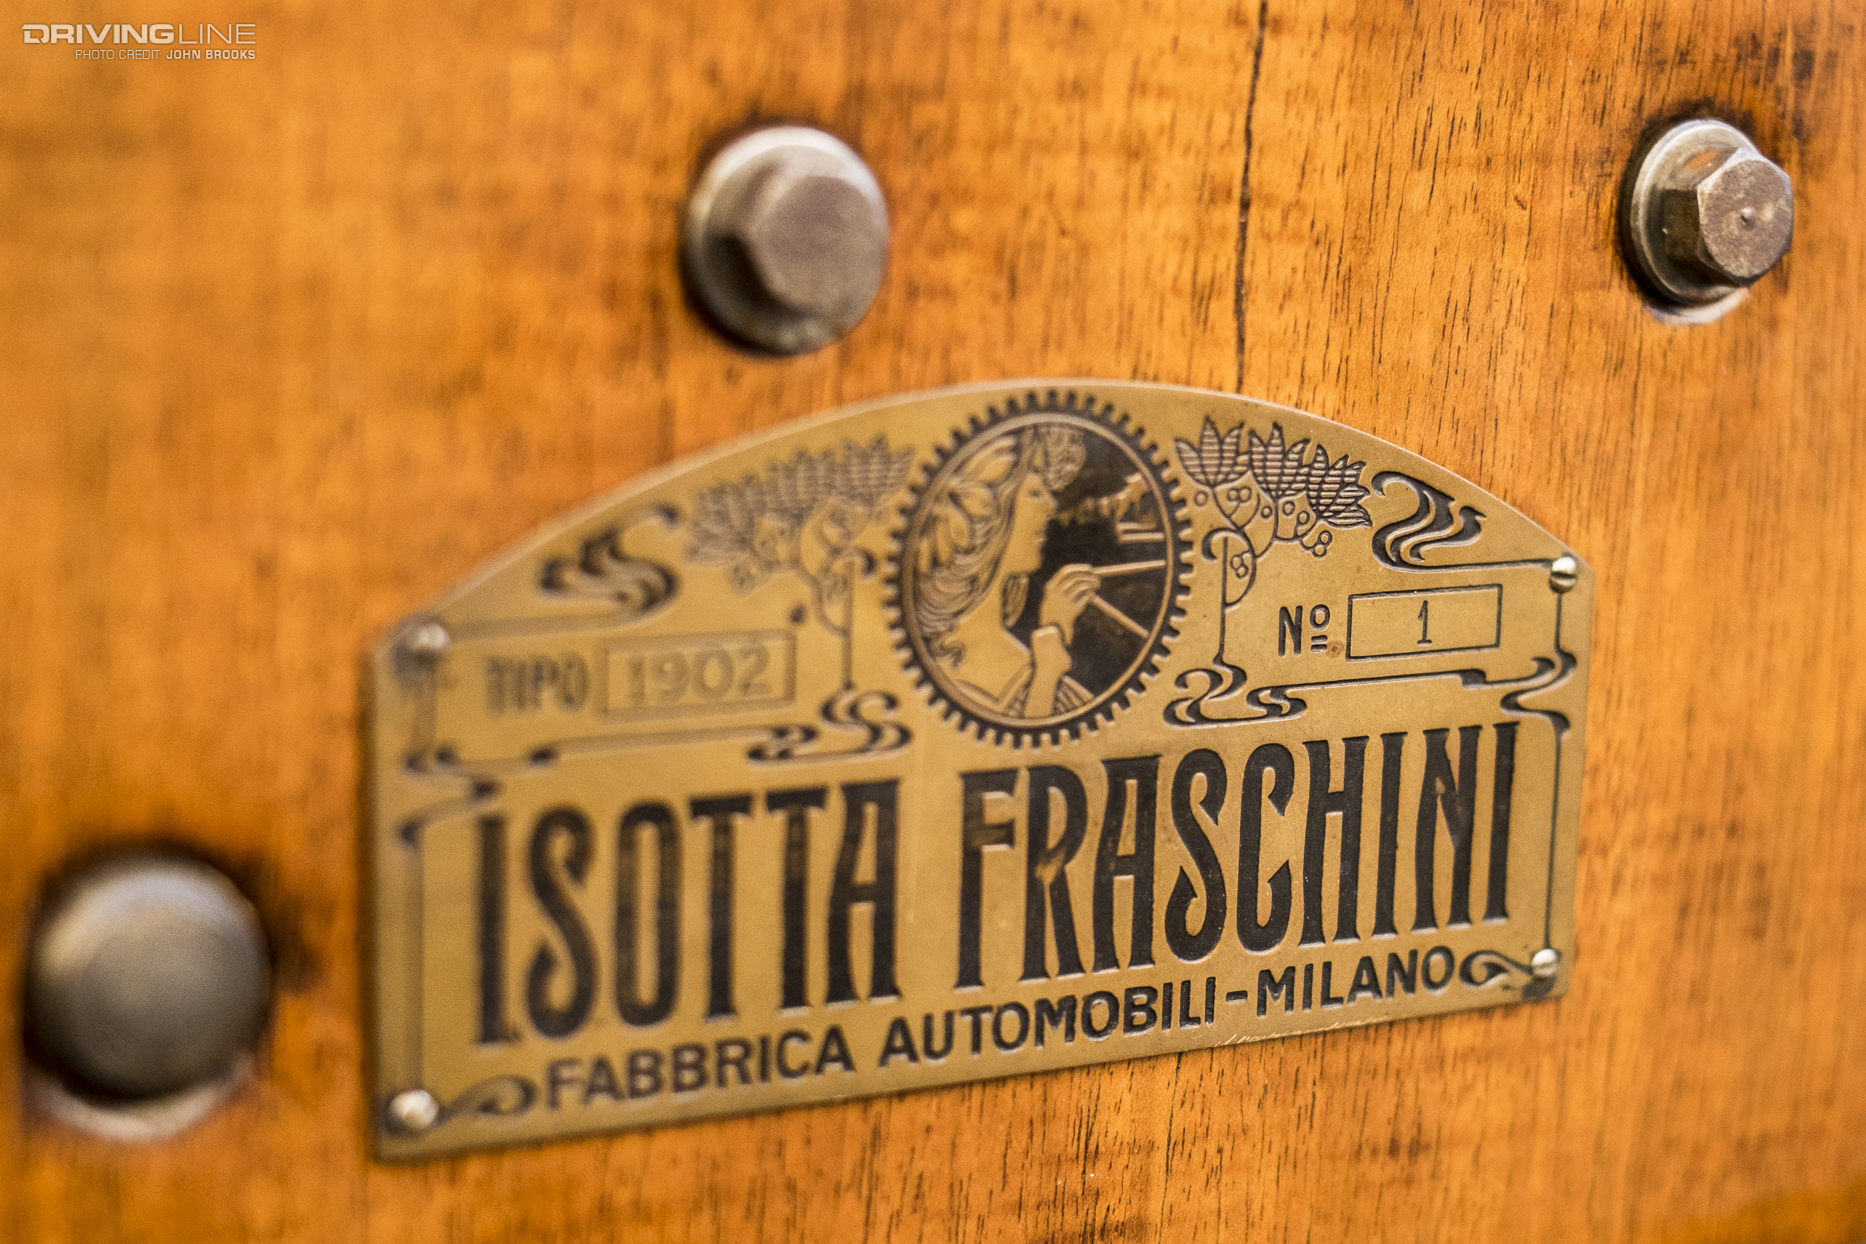 DRIVINGLINE
PHOTO CREDIT JOHN BROOKS
TIPO 1902
Nº 1
ISOTTA FRASCHINI
FABBRICA AUTOMOBILI-MILANO